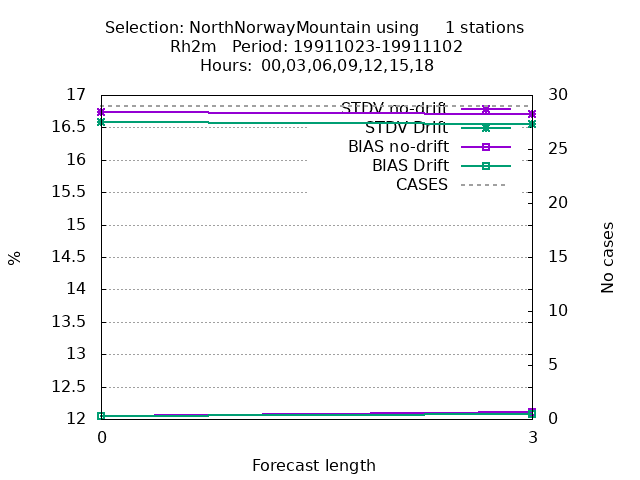 Selection: NorthNorwayMountain using 1 stations
Rh2m Period: 19911023-19911102
Hours: 00,03,06,09,12,15,18
17
16.5
16
15.5
15
14.5
14
13.5
13
12.5
12
30
25
20
15
10
5
0
STDV no-drift
STDV Drift
BIAS no-drift
BIAS Drift
CASES
%
No cases
0
3
Forecast length